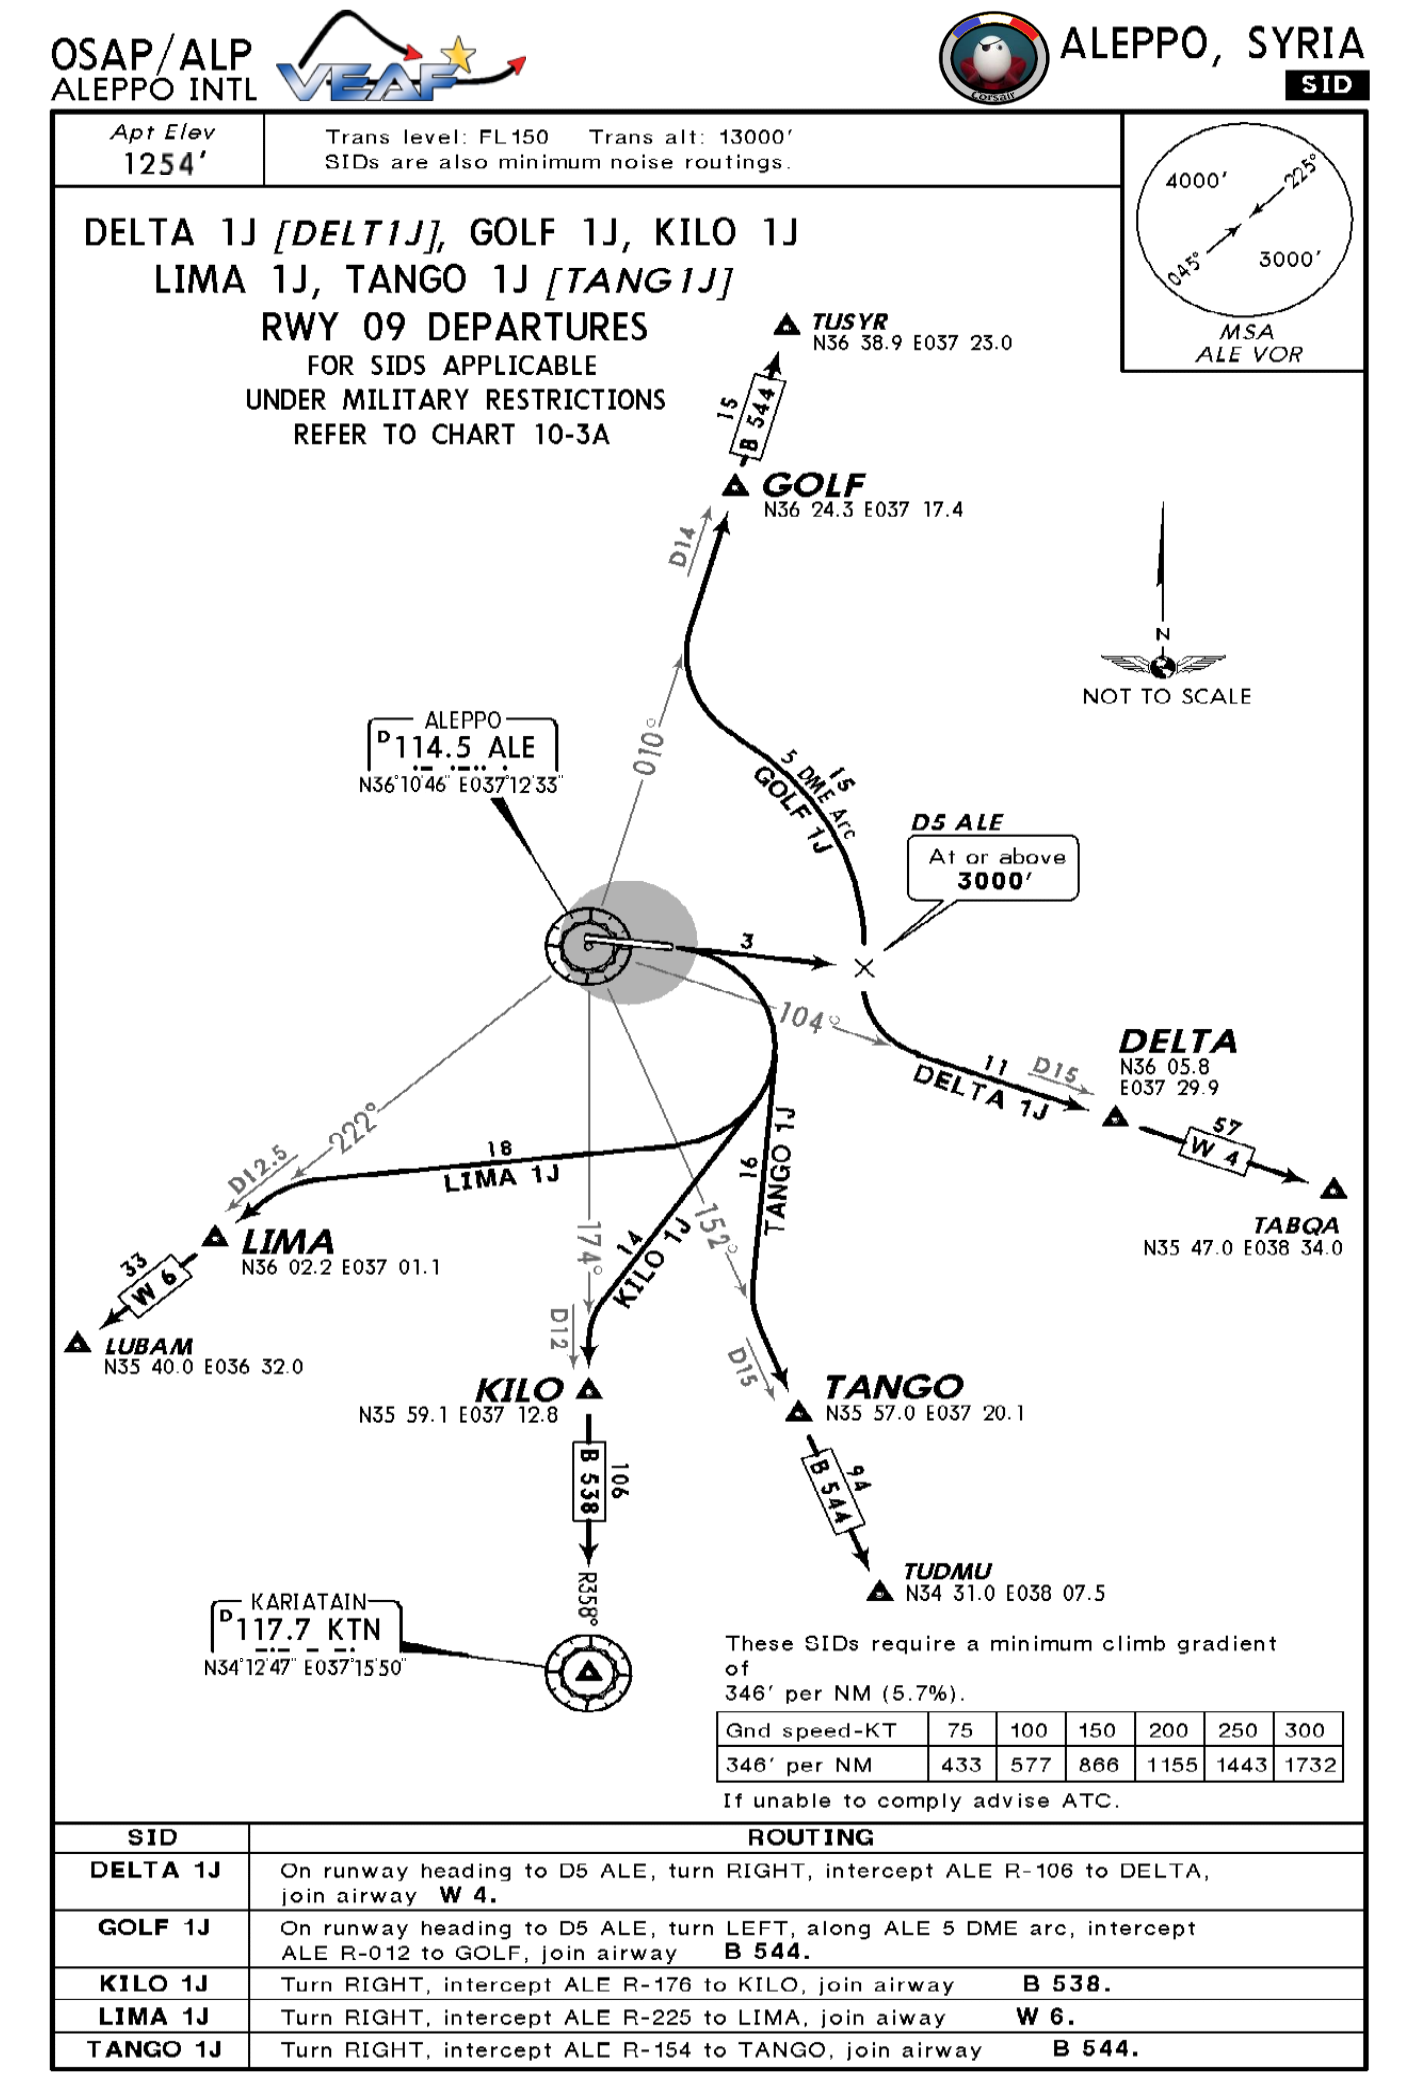 OSAP/ALP
ALEPPO INTL
VEAF
Corsair
ALEPPO, SYRIA
SID
Apt Elev
1254'
Trans level: FL150 Trans alt: 13000'
SIDs are also minimum noise routings.
4000'
225°
045°
3000'
MSA
ALE VOR
DELTA 1J [DELT1J], GOLF 1J, KILO 1J
LIMA 1J, TANGO 1J [TANG1J]
RWY 09 DEPARTURES
FOR SIDS APPLICABLE
UNDER MILITARY RESTRICTIONS
REFER TO CHART 10-3A
TUSYR
N36 38.9 E037 23.0
15
B 544
GOLF
N36 24.3 E037 17.4
D14
N
NOT TO SCALE
010°
ALEPPO
D 114.5 ALE
N36°10'46" E037°12'33"
15
5 DME Arc
GOLF 1J
D5 ALE
At or above
3000'
3
104°
DELTA
N36 05.8
E037 29.9
11
D15
DELTA 1J
57
W 4
TABQA
N35 47.0 E038 34.0
222°
D12.5
18
LIMA 1J
LIMA
N36 02.2 E037 01.1
33
W 6
LUBAM
N35 40.0 E036 32.0
174°
D12
14
KILO 1J
152°
16
TANGO 1J
D15
KILO
N35 59.1 E037 12.8
TANGO
N35 57.0 E037 20.1
B 538
106
94
B 544
R358°
TUDMU
N34 31.0 E038 07.5
KARIATAIN
D 117.7 KTN
N34°12'47" E037°15'50"
These SIDs require a minimum climb gradient
of
346' per NM (5.7%).
Gnd speed-KT 75 100 150 200 250 300
346' per NM 433 577 866 1155 1443 1732
If unable to comply advise ATC.
SID ROUTING
DELTA 1J On runway heading to D5 ALE, turn RIGHT, intercept ALE R-106 to DELTA,
join airway W 4.
GOLF 1J On runway heading to D5 ALE, turn LEFT, along ALE 5 DME arc, intercept
ALE R-012 to GOLF, join airway B 544.
KILO 1J Turn RIGHT, intercept ALE R-176 to KILO, join airway B 538.
LIMA 1J Turn RIGHT, intercept ALE R-225 to LIMA, join aiway W 6.
TANGO 1J Turn RIGHT, intercept ALE R-154 to TANGO, join airway B 544.